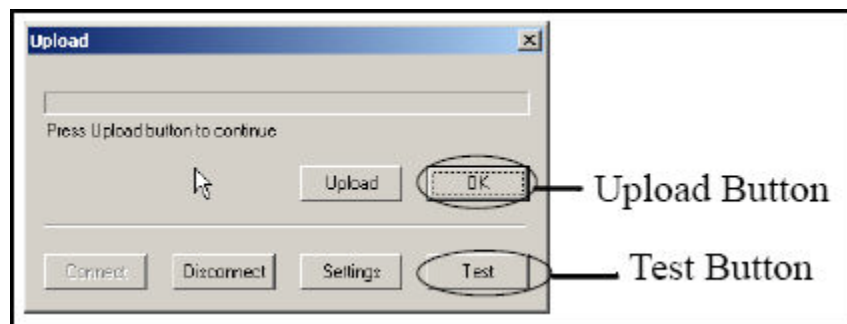 Upload
Press Upload button to continue
Upload OK Upload Button
Connect Disconnect Settings Test Test Button